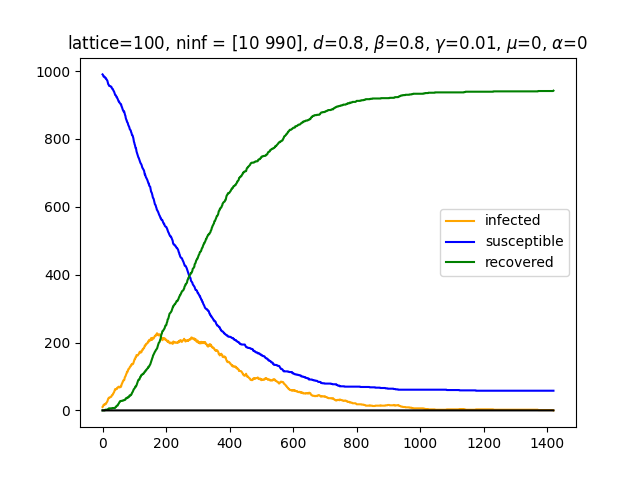 lattice=100, ninf = [10 990], d=0.8, β=0.8, γ=0.01, μ=0, α=0
1000
800
600
400
200
0
infected
susceptible
recovered
0 200 400 600 800 1000 1200 1400